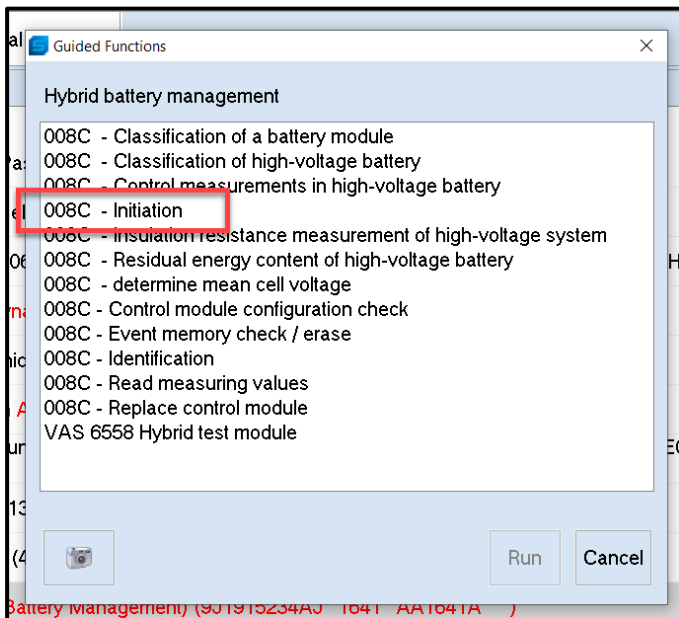 al
Guided Functions
Hybrid battery management
008C - Classification of a battery module
008C - Classification of high-voltage battery
008C - Control measurements in high-voltage battery
008C - Initiation
008C - Insulation resistance measurement of high-voltage system
008C - Residual energy content of high-voltage battery
008C - determine mean cell voltage
008C - Control module configuration check
008C - Event memory check / erase
008C - Identification
008C - Read measuring values
008C - Replace control module
VAS 6558 Hybrid test module
Run
Cancel
13
(4
Battery Management) (9J1915234AJ 1641 AA1641A )